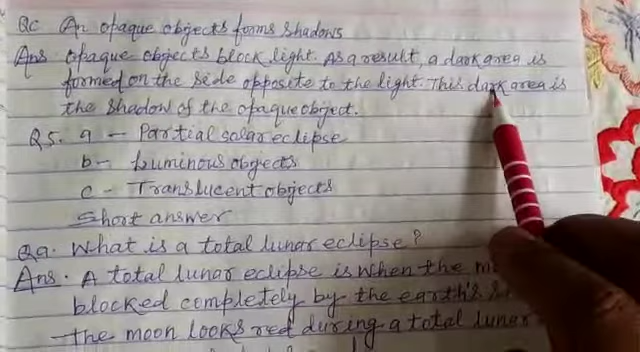 Qc An opaque objects forms shadows
Ans opaque objects block light. As a result, a dark area is
formed on the side opposite to the light. This dark area is
the shadow of the opaque object.
Q5. a - Partial solar eclipse
b - Luminous objects
c - Translucent objects
Short answer
Qa. What is a total lunar eclipse?
Ans. A total lunar eclipse is when the
blocked completely by the earth's
the moon looks red during a total lunar